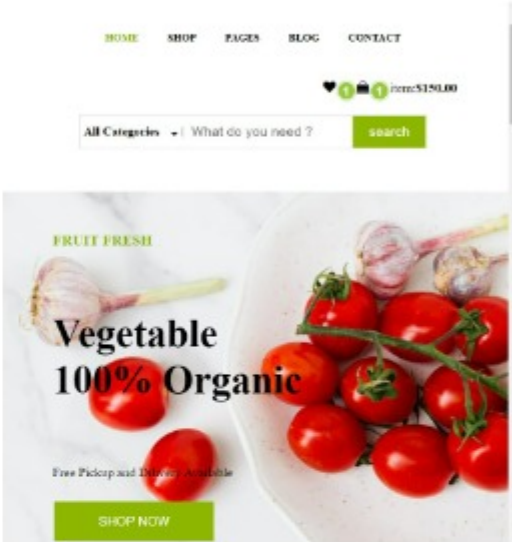 HOME SHOP PAGES BLOG CONTACT
1 1 item:$150.00
All Categories What do you need ? search
FRUIT FRESH
Vegetable
100% Organic
Free Pickup and Delivery Available
SHOP NOW